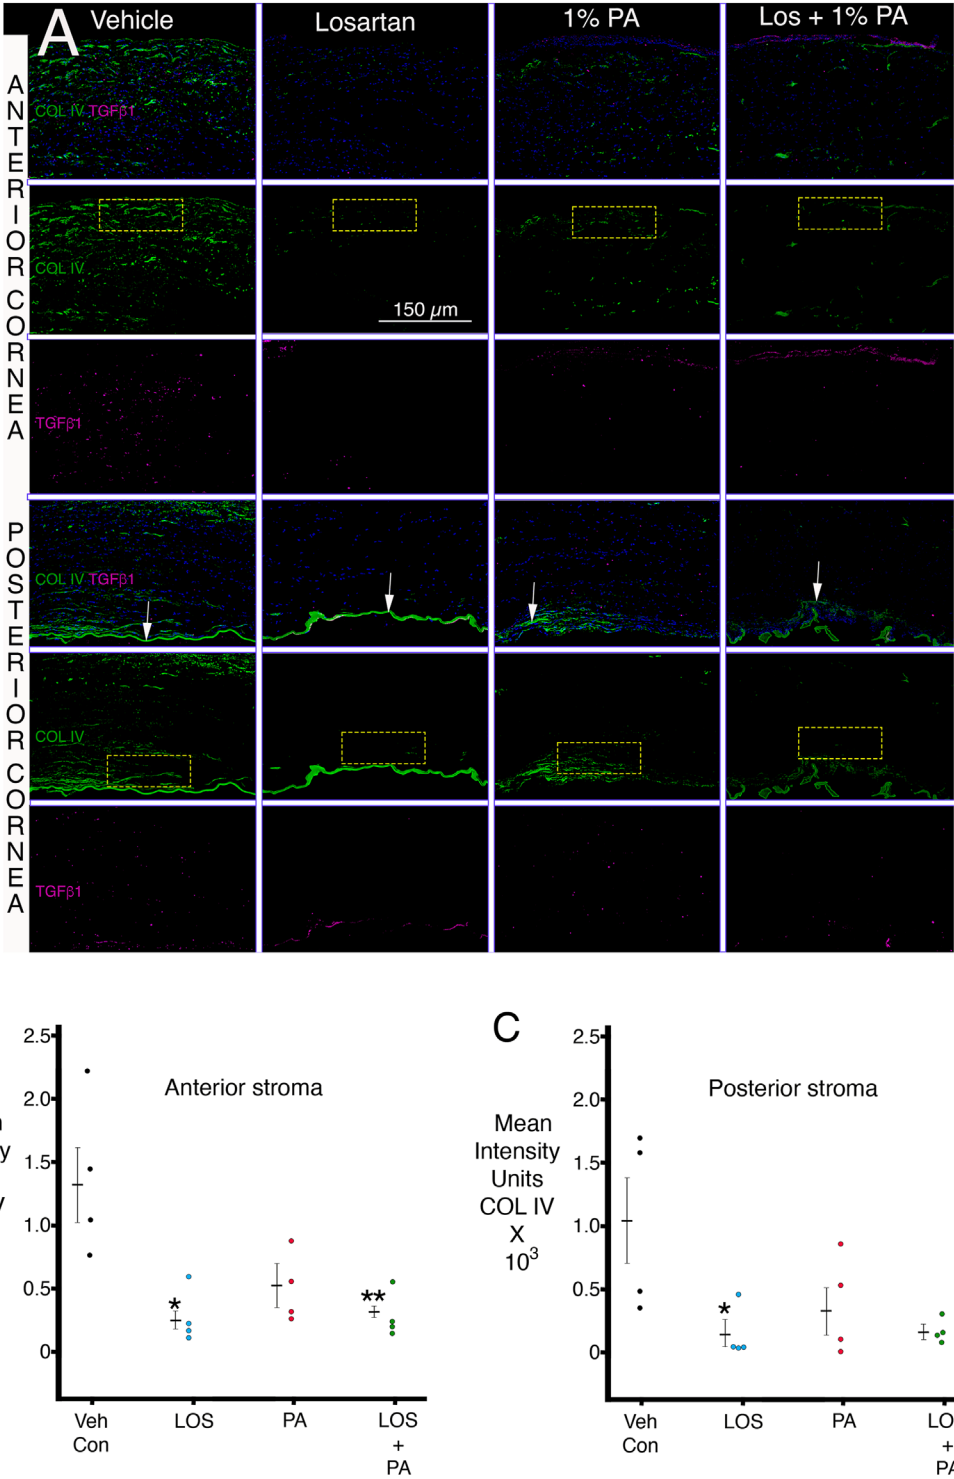 A
Vehicle
Losartan
1% PA
Los + 1% PA
ANTERIOR CORNEA
COL IV TGFβ1
COL IV
150 µm
TGFβ1
POSTERIOR CORNEA
COL IV TGFβ1
COL IV
TGFβ1
2.5
2.0
1.5
1.0
0.5
0
Anterior stroma
*
**
Veh
Con
LOS
PA
LOS
+
PA
C
Mean
Intensity
Units
COL IV
X
10³
2.5
2.0
1.5
1.0
0.5
0
Posterior stroma
*
Veh
Con
LOS
PA
LO
+
PA